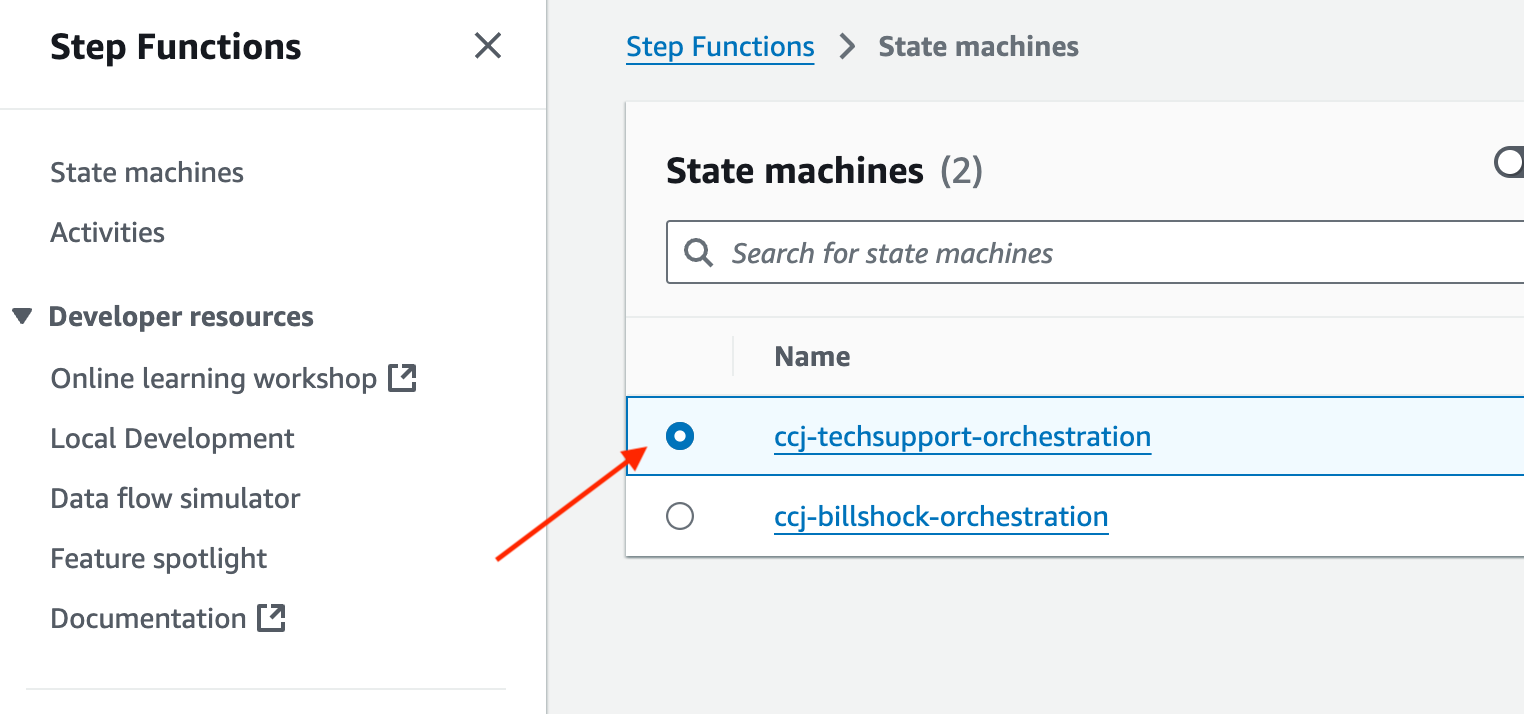 Step Functions
State machines
Activities
Developer resources
Online learning workshop
Local Development
Data flow simulator
Feature spotlight
Documentation
Step Functions > State machines
State machines (2)
Search for state machines
Name
ccj-techsupport-orchestration
ccj-billshock-orchestration